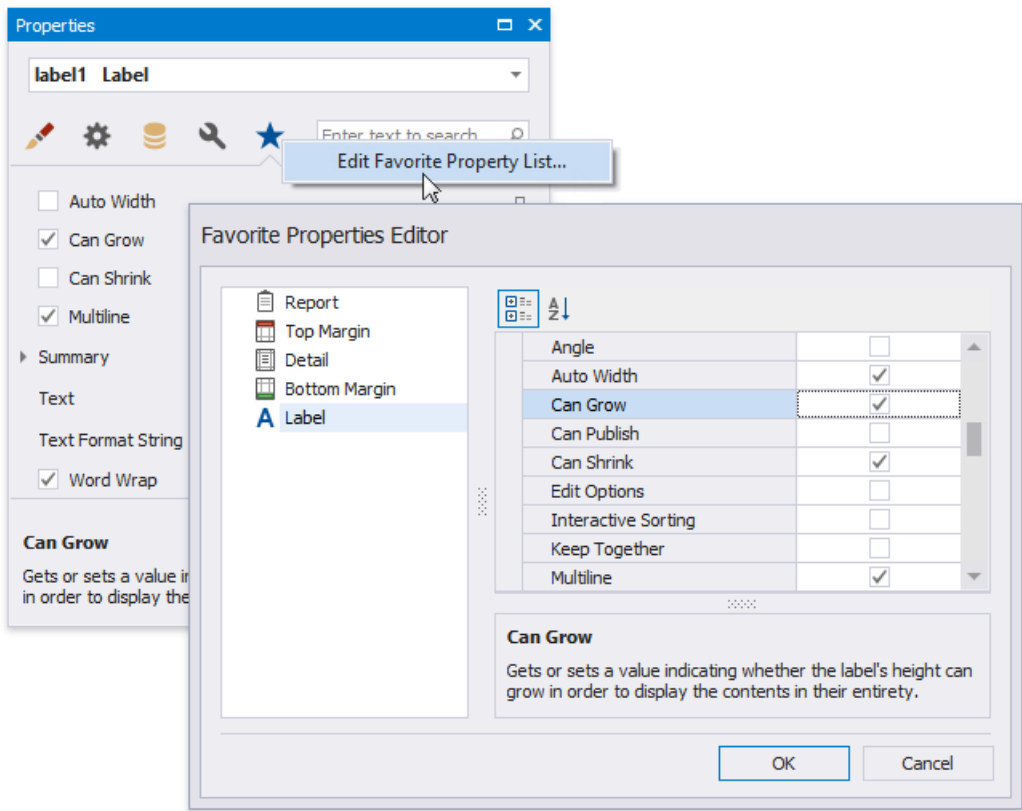 Properties
label1 Label
Enter text to search...
Edit Favorite Property List...
Auto Width
Can Grow
Can Shrink
Multiline
Summary
Text
Text Format String
Word Wrap
Can Grow
Gets or sets a value
in order to display the
Favorite Properties Editor
Report
Top Margin
Detail
Bottom Margin
A Label
A
Z
Angle
Auto Width
Can Grow
Can Publish
Can Shrink
Edit Options
Interactive Sorting
Keep Together
Multiline
Can Grow
Gets or sets a value indicating whether the label's height can
grow in order to display the contents in their entirety.
OK
Cancel